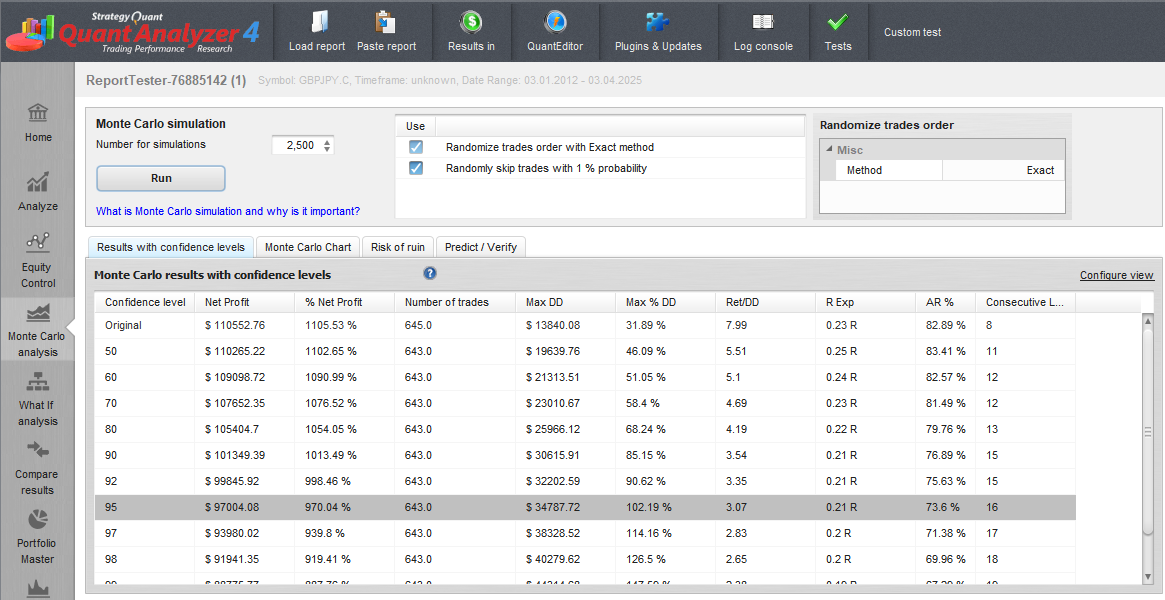 Strategy Quant
Quant Analyzer 4
Trading Performance Research
Load report
Paste report
Results in
QuantEditor
Plugins & Updates
Log console
Tests
Custom test
ReportTester-76885142 (1) Symbol: GBPJPY.C, Timeframe: unknown, Date Range: 03.01.2012 - 03.04.2025
Home
Analyze
Equity
Control
Monte Carlo
analysis
What If
analysis
Compare
results
Portfolio
Master
Monte Carlo simulation
Number for simulations 2,500
Run
What is Monte Carlo simulation and why is it important?
Use
Randomize trades order with Exact method
Randomly skip trades with 1 % probability
Randomize trades order
Misc
Method Exact
Results with confidence levels Monte Carlo Chart Risk of ruin Predict / Verify
Monte Carlo results with confidence levels ? Configure view
Confidence level Net Profit % Net Profit Number of trades Max DD Max % DD Ret/DD R Exp AR % Consecutive L...
Original $ 110552.76 1105.53 % 645.0 $ 13840.08 31.89 % 7.99 0.23 R 82.89 % 8
50 $ 110265.22 1102.65 % 643.0 $ 19639.76 46.09 % 5.51 0.25 R 83.41 % 11
60 $ 109098.72 1090.99 % 643.0 $ 21313.51 51.05 % 5.1 0.24 R 82.57 % 12
70 $ 107652.35 1076.52 % 643.0 $ 23010.67 58.4 % 4.69 0.23 R 81.49 % 12
80 $ 105404.7 1054.05 % 643.0 $ 25966.12 68.24 % 4.19 0.22 R 79.76 % 13
90 $ 101349.39 1013.49 % 643.0 $ 30615.91 85.15 % 3.54 0.21 R 76.89 % 15
92 $ 99845.92 998.46 % 643.0 $ 32202.59 90.62 % 3.35 0.21 R 75.63 % 15
95 $ 97004.08 970.04 % 643.0 $ 34787.72 102.19 % 3.07 0.21 R 73.6 % 16
97 $ 93980.02 939.8 % 643.0 $ 38328.52 114.16 % 2.83 0.2 R 71.38 % 17
98 $ 91941.35 919.41 % 643.0 $ 40279.62 126.5 % 2.65 0.2 R 69.96 % 18